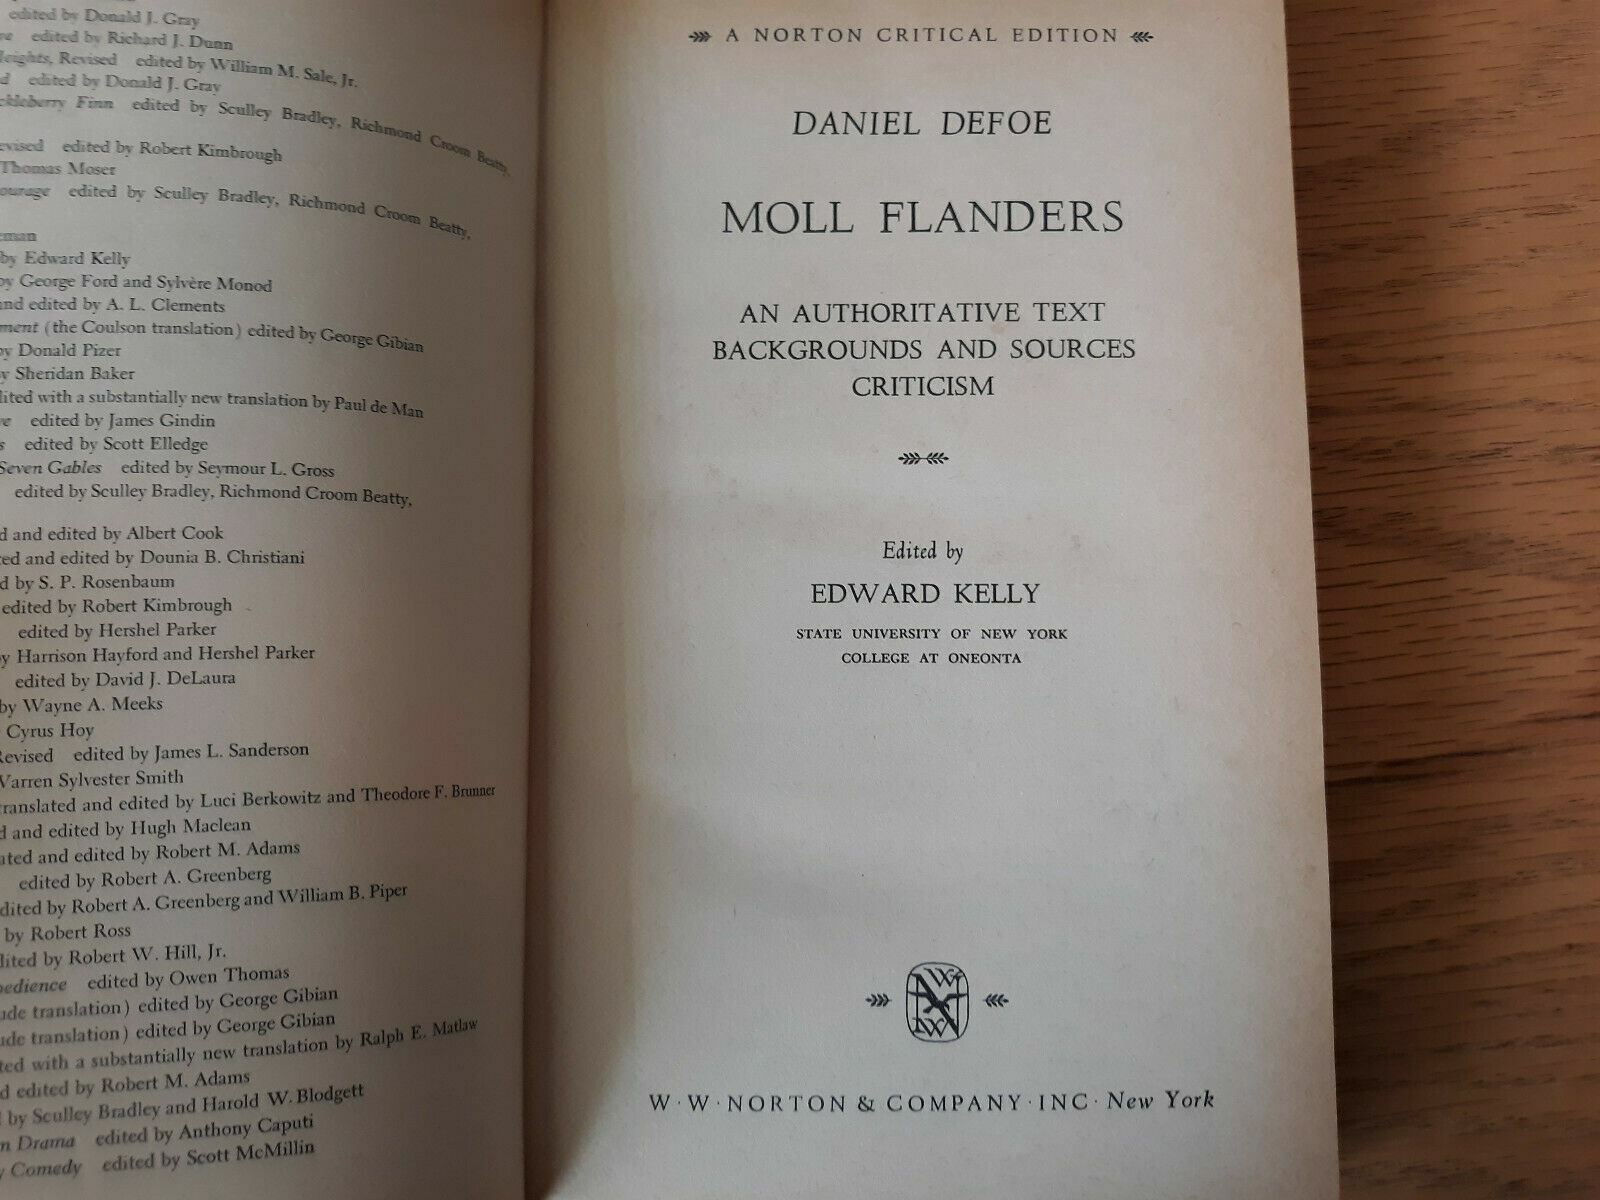 edited by Donald J. Gray
edited by Richard J. Dunn
Revised edited by William M. Sale, Jr.
edited by Donald J. Gray
Finn edited by Sculley Bradley, Richmond Croom Beatty,
edited by Robert Kimbrough
Thomas Moser
edited by Sculley Bradley, Richmond Croom Beatty,
by Edward Kelly
by George Ford and Sylvère Monod
and edited by A. L. Clements
(the Coulson translation) edited by George Gibian
by Donald Pizer
by Sheridan Baker
with a substantially new translation by Paul de Man
edited by James Gindin
edited by Scott Elledge
Seven Gables edited by Seymour L. Gross
edited by Sculley Bradley, Richmond Croom Beatty,
and edited by Albert Cook
and edited by Dounia B. Christiani
by S. P. Rosenbaum
edited by Robert Kimbrough
edited by Hershel Parker
by Harrison Hayford and Hershel Parker
edited by David J. DeLaura
by Wayne A. Meeks
Cyrus Hoy
Revised edited by James L. Sanderson
Warren Sylvester Smith
translated and edited by Luci Berkowitz and Theodore F. Brunner
and edited by Hugh Maclean
and edited by Robert M. Adams
edited by Robert A. Greenberg
edited by Robert A. Greenberg and William B. Piper
by Robert Ross
edited by Robert W. Hill, Jr.
edited by Owen Thomas
translation) edited by George Gibian
translation) edited by George Gibian
with a substantially new translation by Ralph E. Matlaw
edited by Robert M. Adams
by Sculley Bradley and Harold W. Blodgett
Drama edited by Anthony Caputi
Comedy edited by Scott McMillin
A NORTON CRITICAL EDITION
DANIEL DEFOE
MOLL FLANDERS
AN AUTHORITATIVE TEXT
BACKGROUNDS AND SOURCES
CRITICISM
Edited by
EDWARD KELLY
STATE UNIVERSITY OF NEW YORK
COLLEGE AT ONEONTA
WW
NW
W · W · NORTON & COMPANY · INC · New York